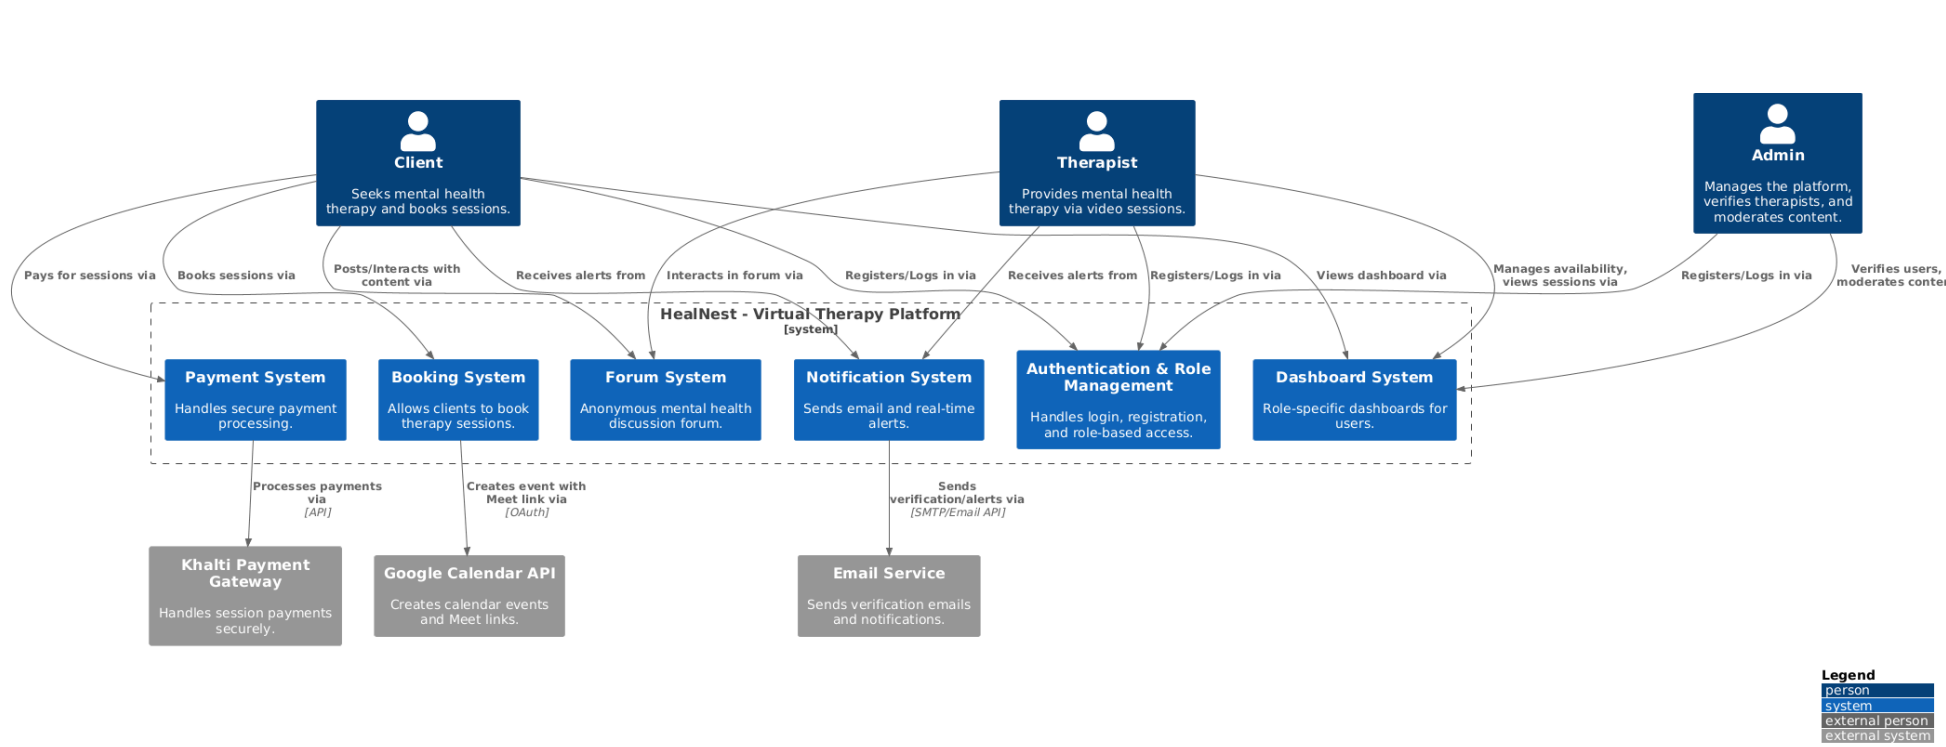 Client
Seeks mental health
therapy and books sessions.
Therapist
Provides mental health
therapy via video sessions.
Admin
Manages the platform,
verifies therapists, and
moderates content.
Pays for sessions via
Books sessions via
Posts/Interacts with
content via
Receives alerts from
Interacts in forum via
Registers/Logs in via
Receives alerts from
Registers/Logs in via
Views dashboard via
Manages availability,
views sessions via
Registers/Logs in via
Verifies users,
moderates conte
HealNest - Virtual Therapy Platform
[system]
Payment System
Handles secure payment
processing.
Booking System
Allows clients to book
therapy sessions.
Forum System
Anonymous mental health
discussion forum.
Notification System
Sends email and real-time
alerts.
Authentication & Role
Management
Handles login, registration,
and role-based access.
Dashboard System
Role-specific dashboards for
users.
Processes payments
via
[API]
Creates event with
Meet link via
[OAuth]
Sends
verification/alerts via
[SMTP/Email API]
Khalti Payment
Gateway
Handles session payments
securely.
Google Calendar API
Creates calendar events
and Meet links.
Email Service
Sends verification emails
and notifications.
Legend
person
system
external person
external system